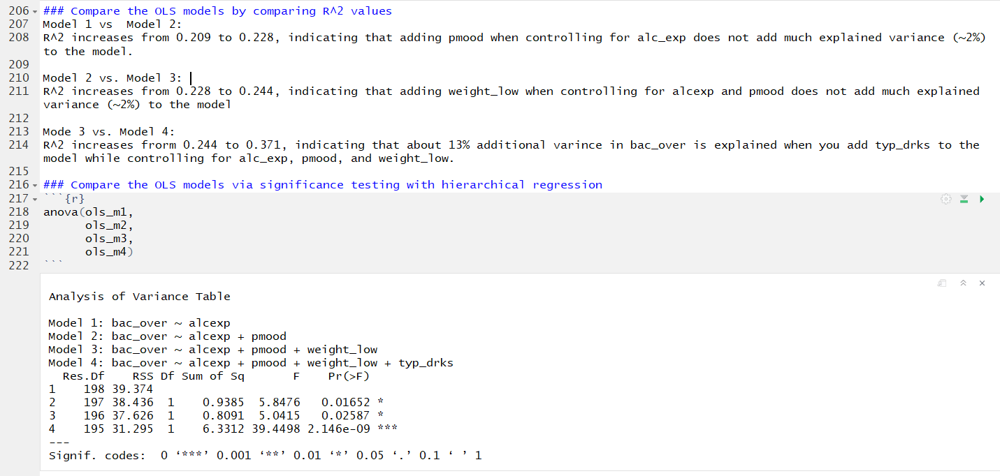 206 ### Compare the OLS models by comparing R^2 values
207 Model 1 vs  Model 2:
208 R^2 increases from 0.209 to 0.228, indicating that adding pmood when controlling for alc_exp does not add much explained variance (~2%)
to the model.
209
210 Model 2 vs. Model 3:
211 R^2 increases from 0.228 to 0.244, indicating that adding weight_low when controlling for alcexp and pmood does not add much explained
variance (~2%) to the model
212
213 Mode 3 vs. Model 4:
214 R^2 increases frorm 0.244 to 0.371, indicating that about 13% additional varince in bac_over is explained when you add typ_drks to the
model while controlling for alc_exp, pmood, and weight_low.
215
216 ### Compare the OLS models via significance testing with hierarchical regression
217 ```{r}
218 anova(ols_m1,
219       ols_m2,
220       ols_m3,
221       ols_m4)
222 ```
Analysis of Variance Table
Model 1: bac_over ~ alcexp
Model 2: bac_over ~ alcexp + pmood
Model 3: bac_over ~ alcexp + pmood + weight_low
Model 4: bac_over ~ alcexp + pmood + weight_low + typ_drks
  Res.Df    RSS Df Sum of Sq       F    Pr(>F)
1    198 39.374
2    197 38.436  1    0.9385  5.8476   0.01652 *
3    196 37.626  1    0.8091  5.0415   0.02587 *
4    195 31.295  1    6.3312 39.4498 2.146e-09 ***
---
Signif. codes:  0 ‘***’ 0.001 ‘**’ 0.01 ‘*’ 0.05 ‘.’ 0.1 ‘ ’ 1